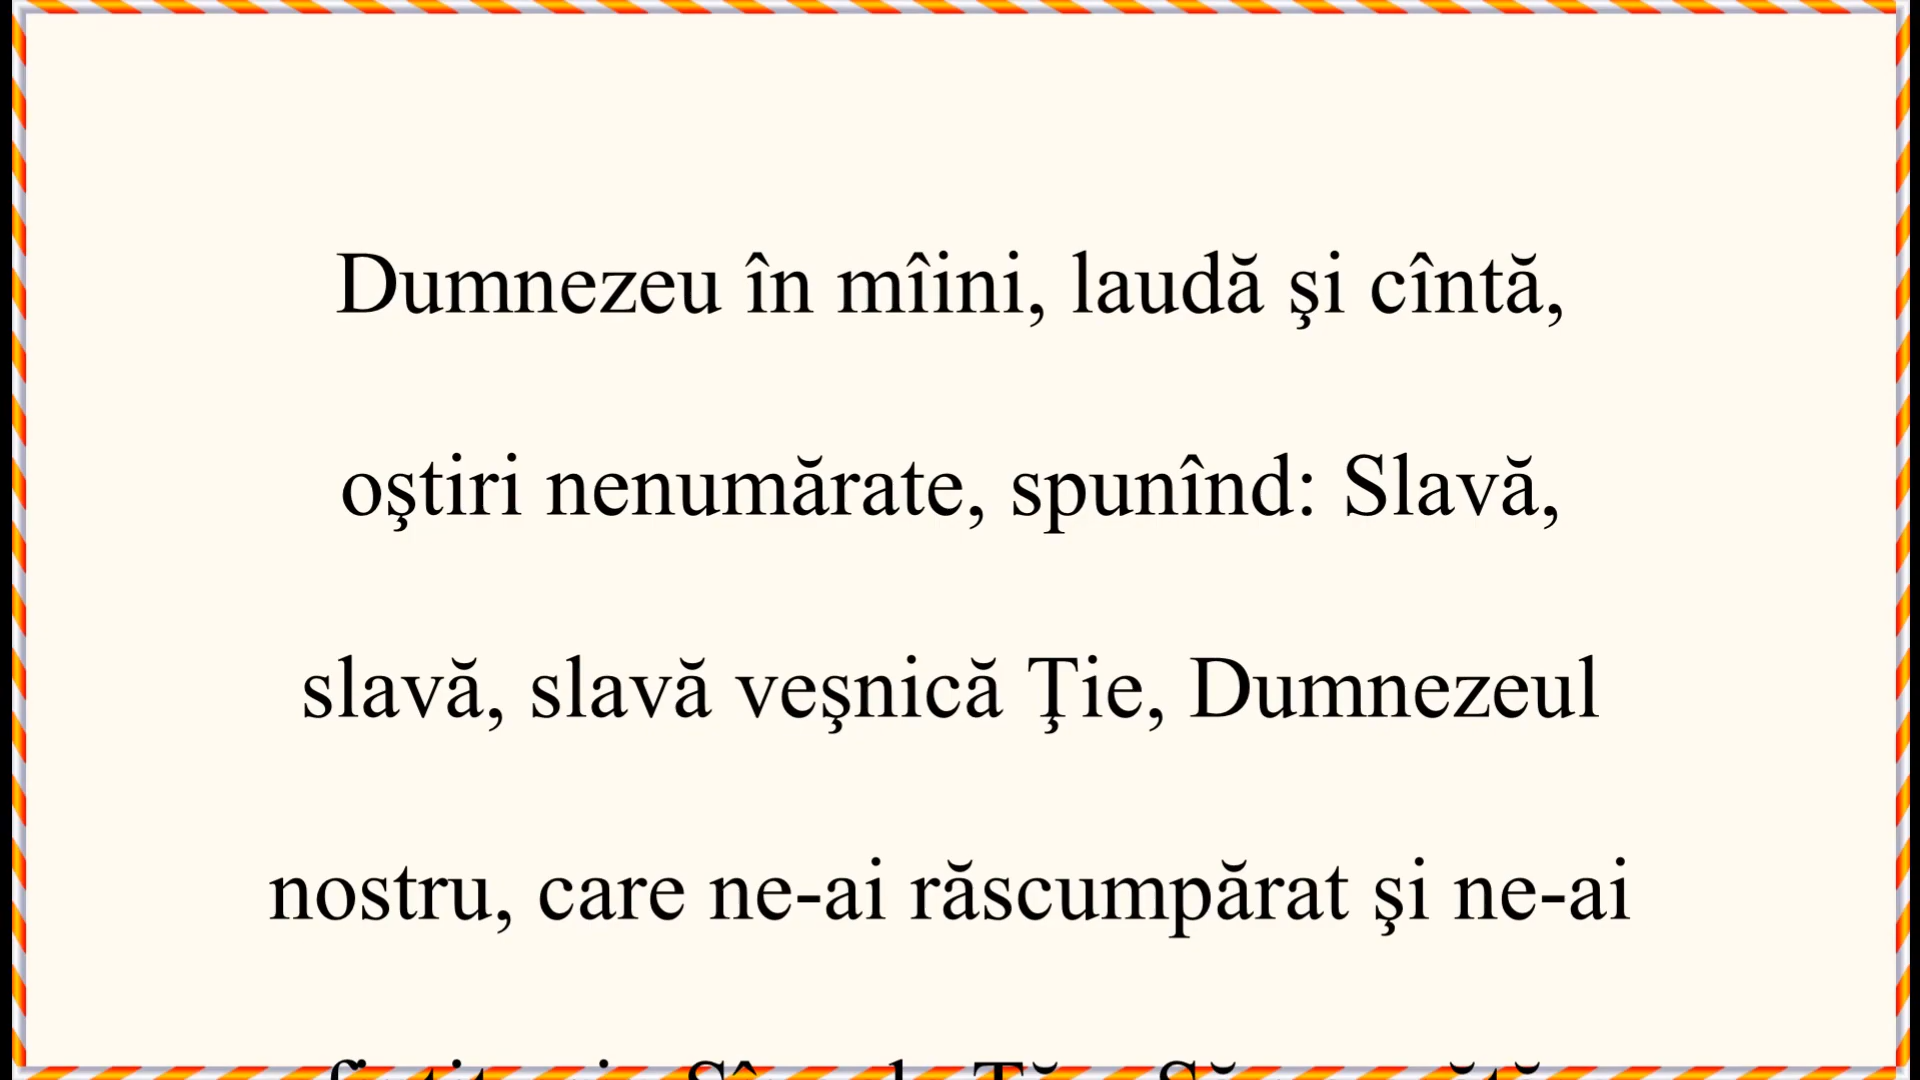 Dumnezeu în mîini, laudă şi cîntă,
oştiri nenumărate, spunînd: Slavă,
slavă, slavă veşnică Ţie, Dumnezeul
nostru, care ne-ai răscumpărat şi ne-ai